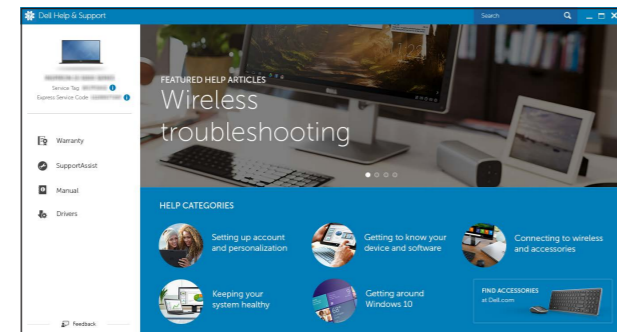 Dell Help & Support
Search
Service Tag:
Express Service Code:
Warranty
SupportAssist
Manual
Drivers
Feedback
FEATURED HELP ARTICLES
Wireless
troubleshooting
HELP CATEGORIES
Setting up account
and personalization
Getting to know your
device and software
Connecting to wireless
and accessories
Keeping your
system healthy
Getting around
Windows 10
FIND ACCESSORIES
at Dell.com